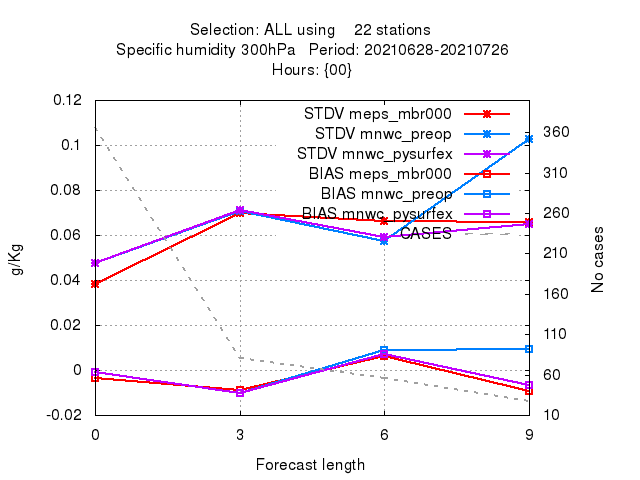 Selection: ALL using    22 stations
Specific humidity 300hPa   Period: 20210628-20210726
Hours: {00}
STDV meps_mbr000
STDV mnwc_preop
STDV mnwc_pysurfex
BIAS meps_mbr000
BIAS mnwc_preop
BIAS mnwc_pysurfex
CASES
0.12
0.1
0.08
0.06
0.04
0.02
0
-0.02
g/Kg
360
310
260
210
160
110
60
10
No cases
0 3 6 9
Forecast length